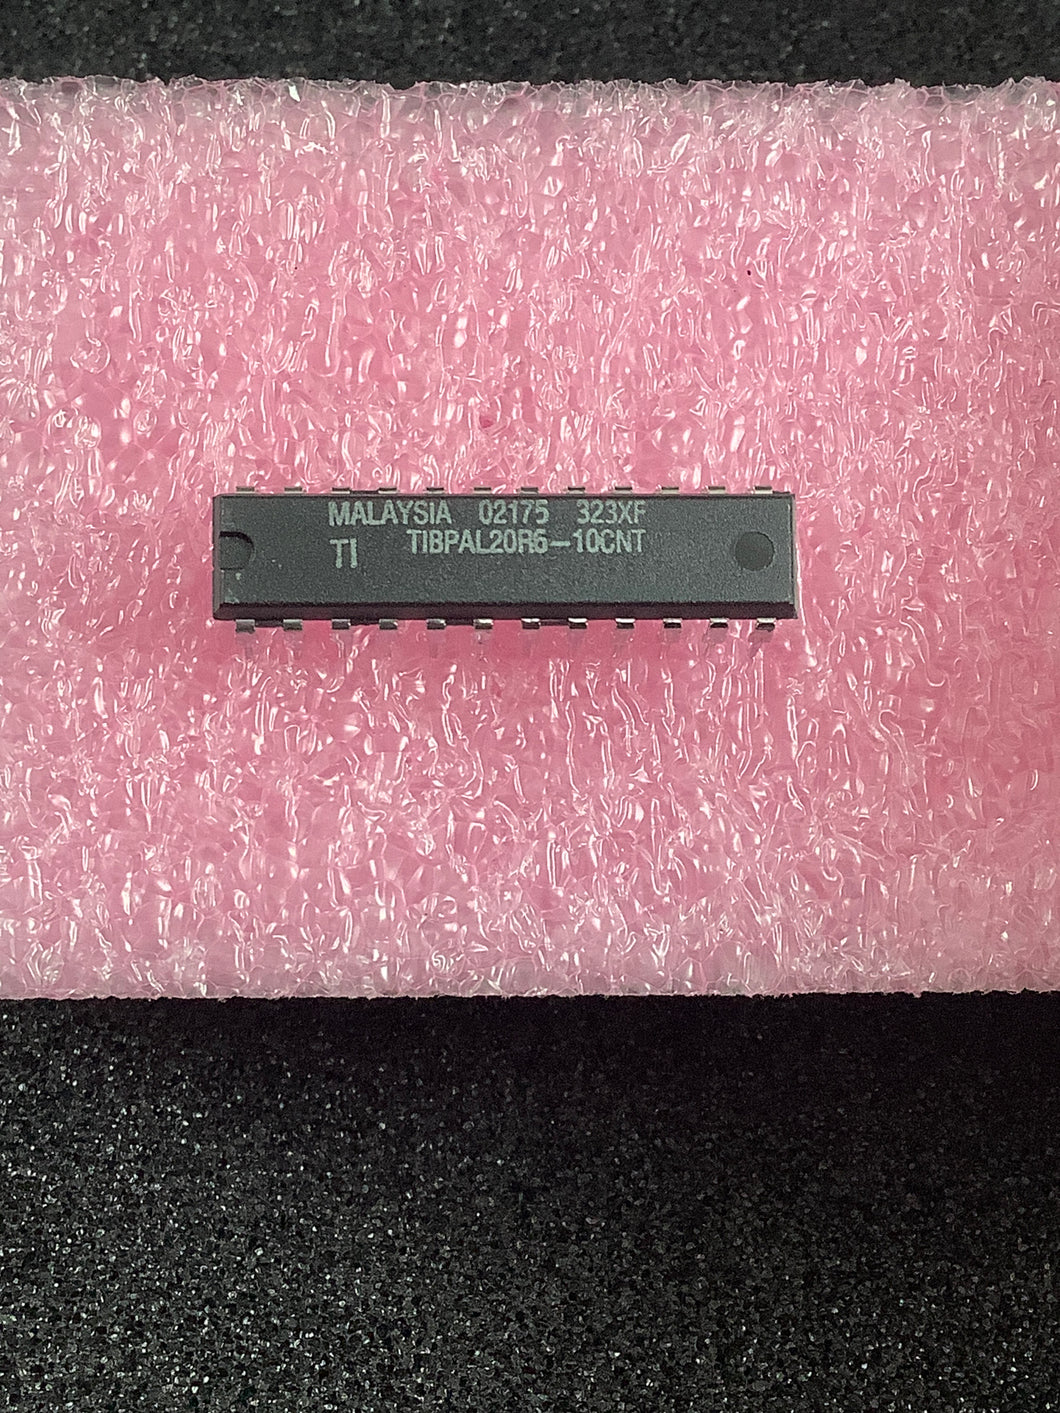 MALAYSIA 02175 323XF
TI TIBPAL20R6-10CNT